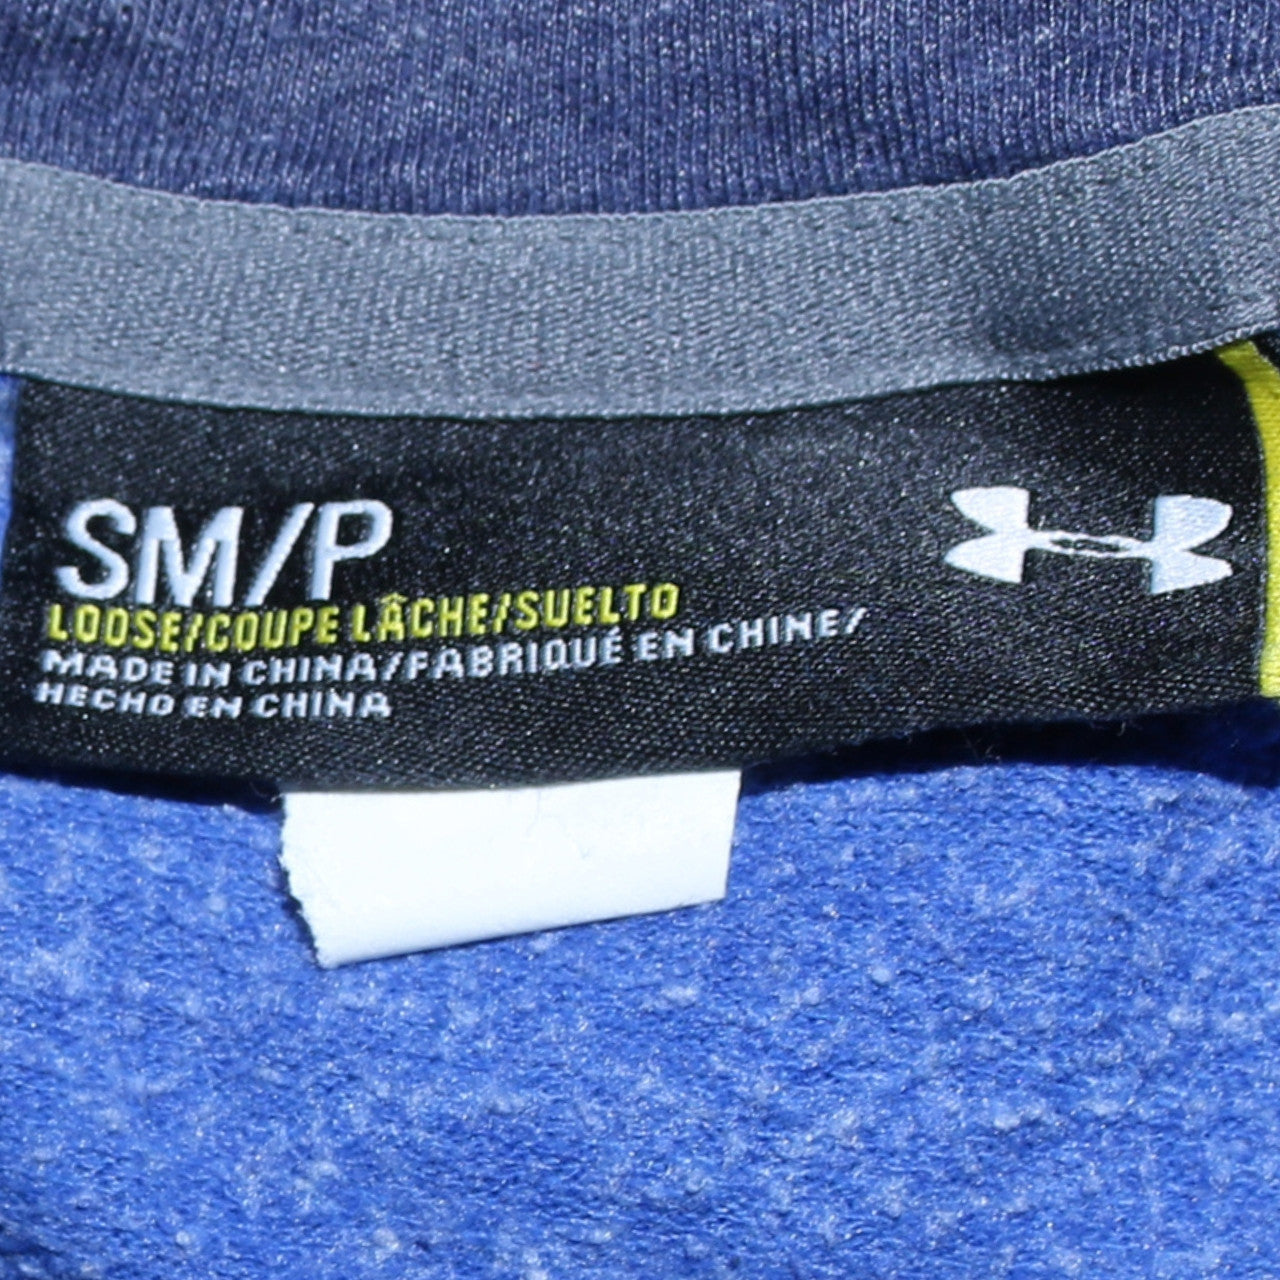 SM/P
LOOSE/COUPE LÂCHE/SUELTO
MADE IN CHINA/FABRIQUÉ EN CHINE/
HECHO EN CHINA